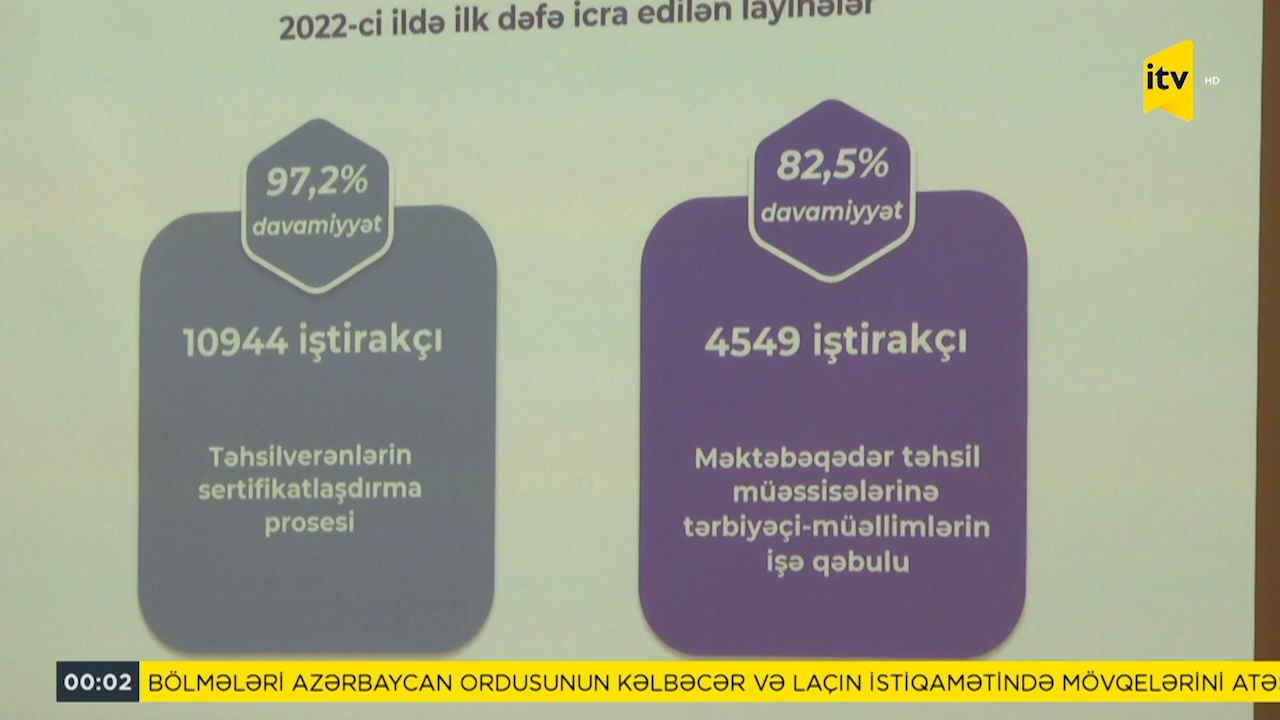 2022-ci ildə ilk dəfə icra edilən layihələr
itv HD
97,2%
davamiyyət
10944 iştirakçı
Təhsilverənlərin
sertifikatlaşdırma
prosesi
82,5%
davamiyyət
4549 iştirakçı
Məktəbəqədər təhsil
müəssisələrinə
tərbiyəçi-müəllimlərin
işə qəbulu
00:02 BÖLMƏLƏRİ AZƏRBAYCAN ORDUSUNUN KƏLBƏCƏR VƏ LAÇIN İSTİQAMƏTİNDƏ MÖVQELƏRİNİ